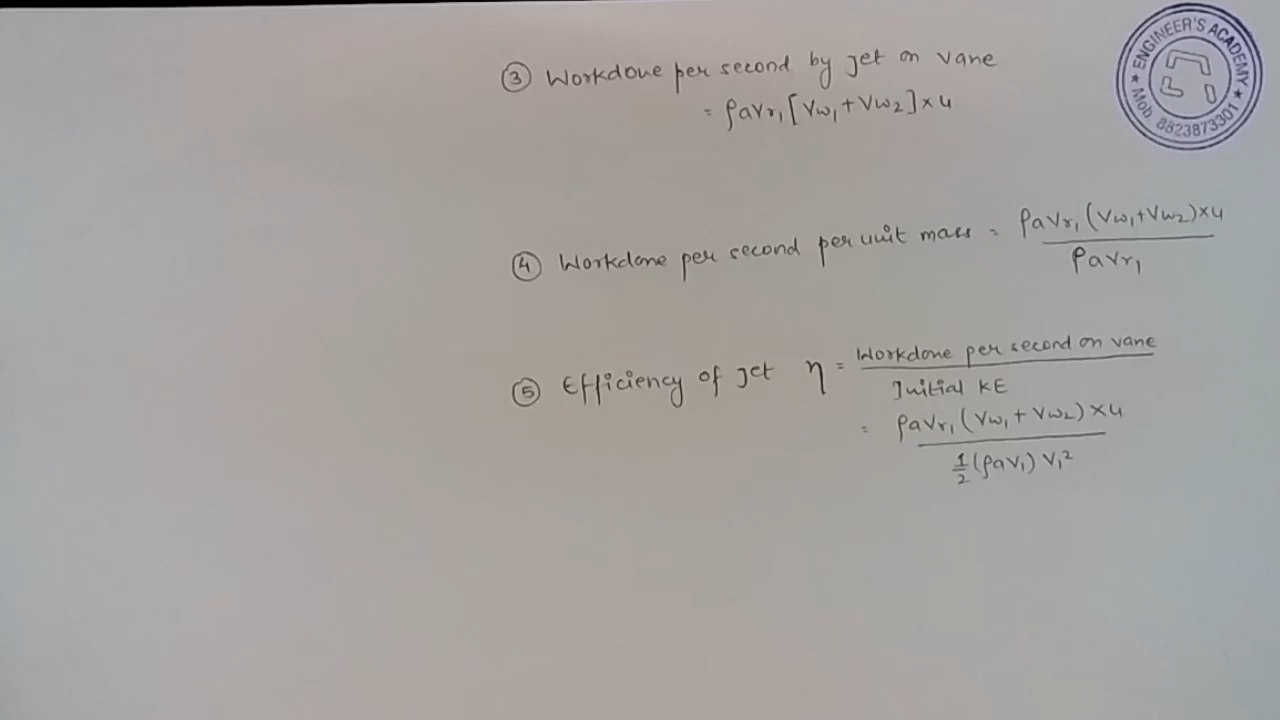 ③ Workdone per second by jet on vane
= ρaVr₁[Vw₁+Vw₂]×u
④ Workdone per second per unit mass = ρaVr₁(Vw₁+Vw₂)×u
ρaVr₁
⑤ Efficiency of jet η = Workdone per second on vane
Initial KE
= ρaVr₁(Vw₁+Vw₂)×u
½(ρaV₁)V₁²
ENGINEER'S ACADEMY
★ Mob. 8823873301 ★